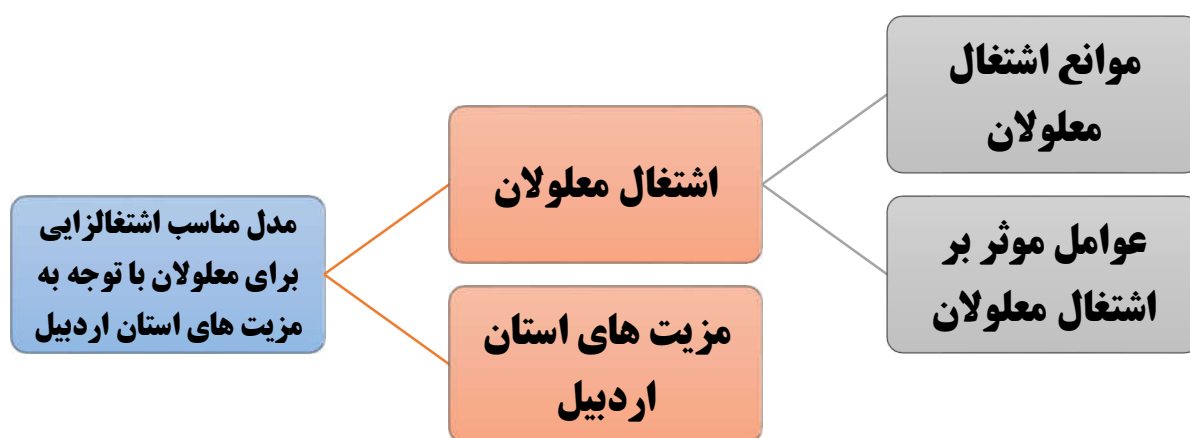 موانع اشتغال
معلولان
اشتغال معلولان
عوامل موثر بر
اشتغال معلولان
مدل مناسب اشتغالزایی
برای معلولان با توجه به
مزیت های استان اردبیل
مزیت های استان
اردبیل